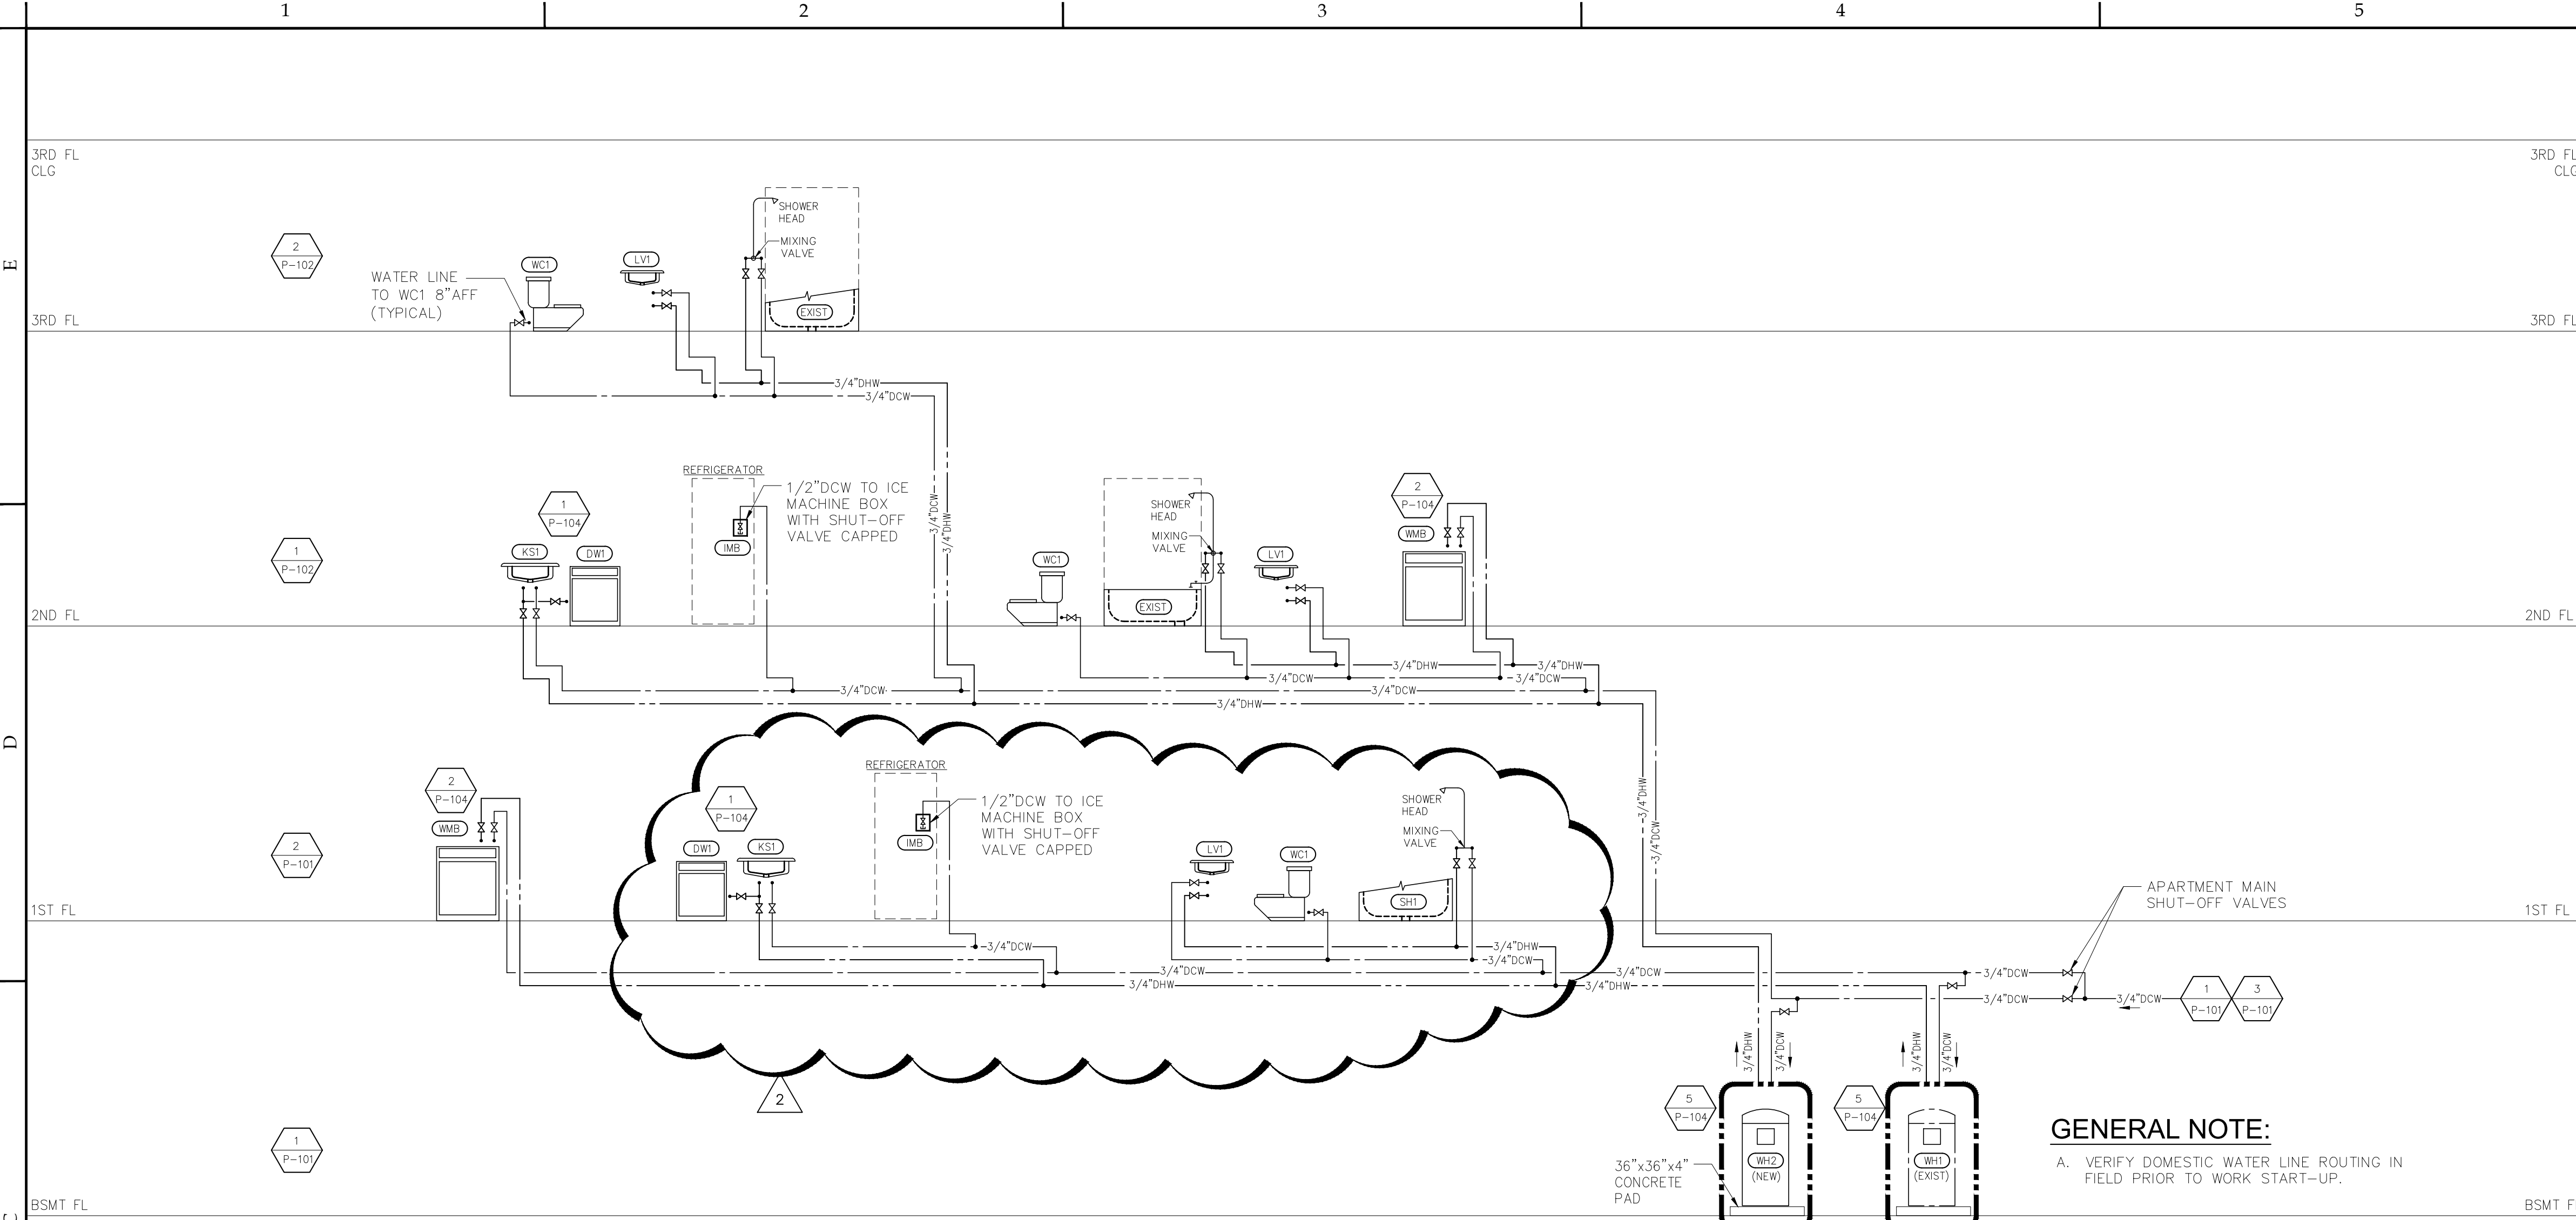 1
2
3
4
5
E
D
3RD FL
CLG
3RD FL
CLG
SHOWER
HEAD
MIXING
VALVE
2
P-102
WATER LINE
TO WC1 8"AFF
(TYPICAL)
WC1
LV1
EXIST
3RD FL
3RD FL
3/4"DHW
3/4"DCW
REFRIGERATOR
1/2"DCW TO ICE
MACHINE BOX
WITH SHUT-OFF
VALVE CAPPED
1
P-104
IMB
KS1
DW1
1
P-102
3/4"DCW
3/4"DHW
SHOWER
HEAD
MIXING
VALVE
WC1
EXIST
LV1
2
P-104
WMB
2ND FL
2ND FL
3/4"DHW
3/4"DHW
3/4"DCW
3/4"DCW
3/4"DCW
3/4"DCW
3/4"DHW
REFRIGERATOR
1/2"DCW TO ICE
MACHINE BOX
WITH SHUT-OFF
VALVE CAPPED
2
P-104
WMB
1
P-104
DW1
KS1
IMB
2
P-101
SHOWER
HEAD
MIXING
VALVE
LV1
WC1
SH1
3/4"DHW
3/4"DCW
APARTMENT MAIN
SHUT-OFF VALVES
1ST FL
1ST FL
3/4"DCW
3/4"DHW
3/4"DCW
3/4"DCW
3/4"DCW
3/4"DCW
3/4"DHW
3/4"DHW
3/4"DCW
3/4"DCW
1
P-101
3
P-101
3/4"DHW
3/4"DCW
3/4"DHW
3/4"DCW
2
5
P-104
5
P-104
WH2
(NEW)
WH1
(EXIST)
36"x36"x4"
CONCRETE
PAD
GENERAL NOTE:
A. VERIFY DOMESTIC WATER LINE ROUTING IN
FIELD PRIOR TO WORK START-UP.
1
P-101
BSMT FL
BSMT F